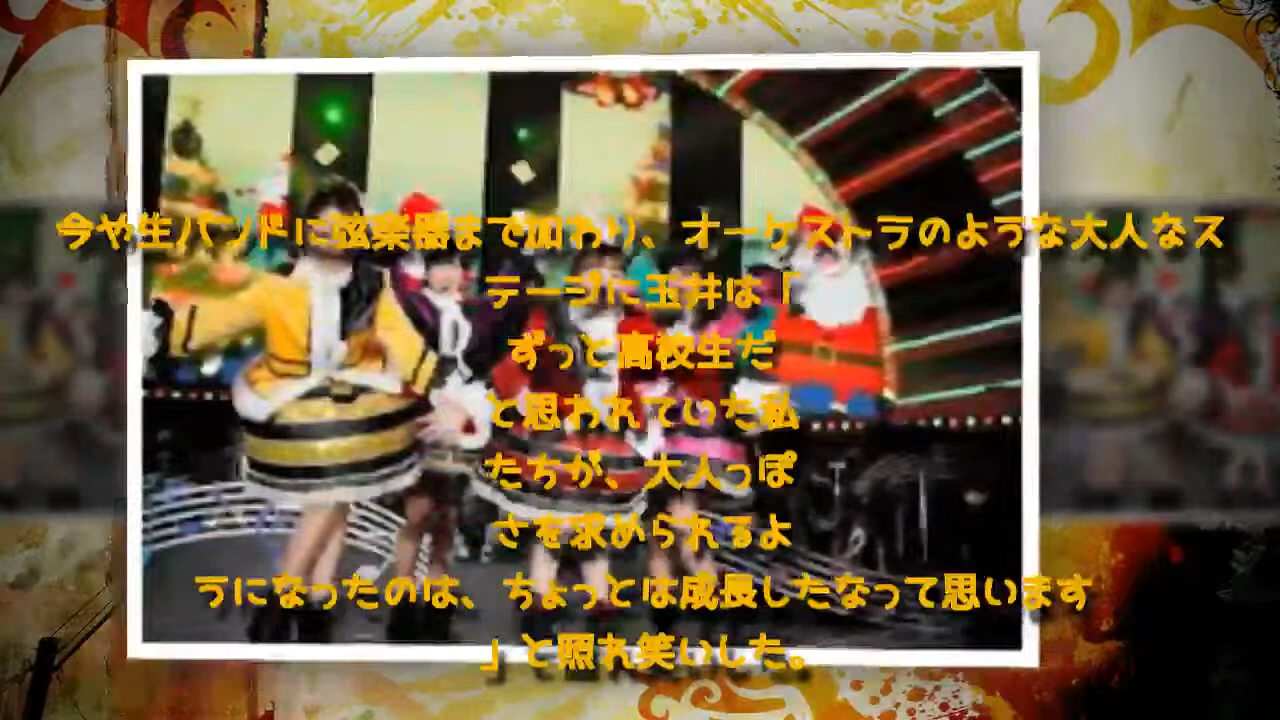 今や生バンドに弦楽器まで加わり、オーケストラのような大人なス
テージに玉井は「
ずっと高校生だ
と思われていた私
たちが、大人っぽ
さを求められるよ
うになったのは、ちょっとは成長したなって思います
」と照れ笑いした。